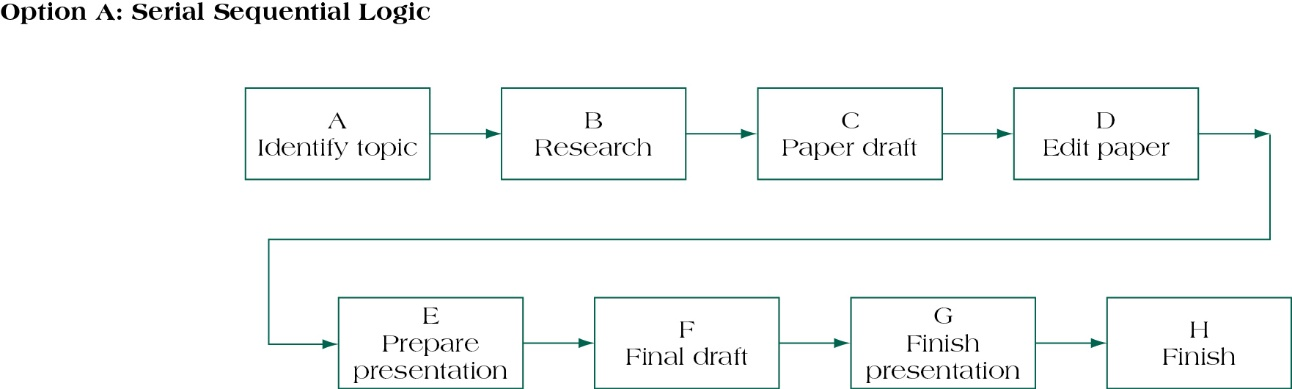 Option A: Serial Sequential Logic
A
Identify topic
B
Research
C
Paper draft
D
Edit paper
E
Prepare
presentation
F
Final draft
G
Finish
presentation
H
Finish